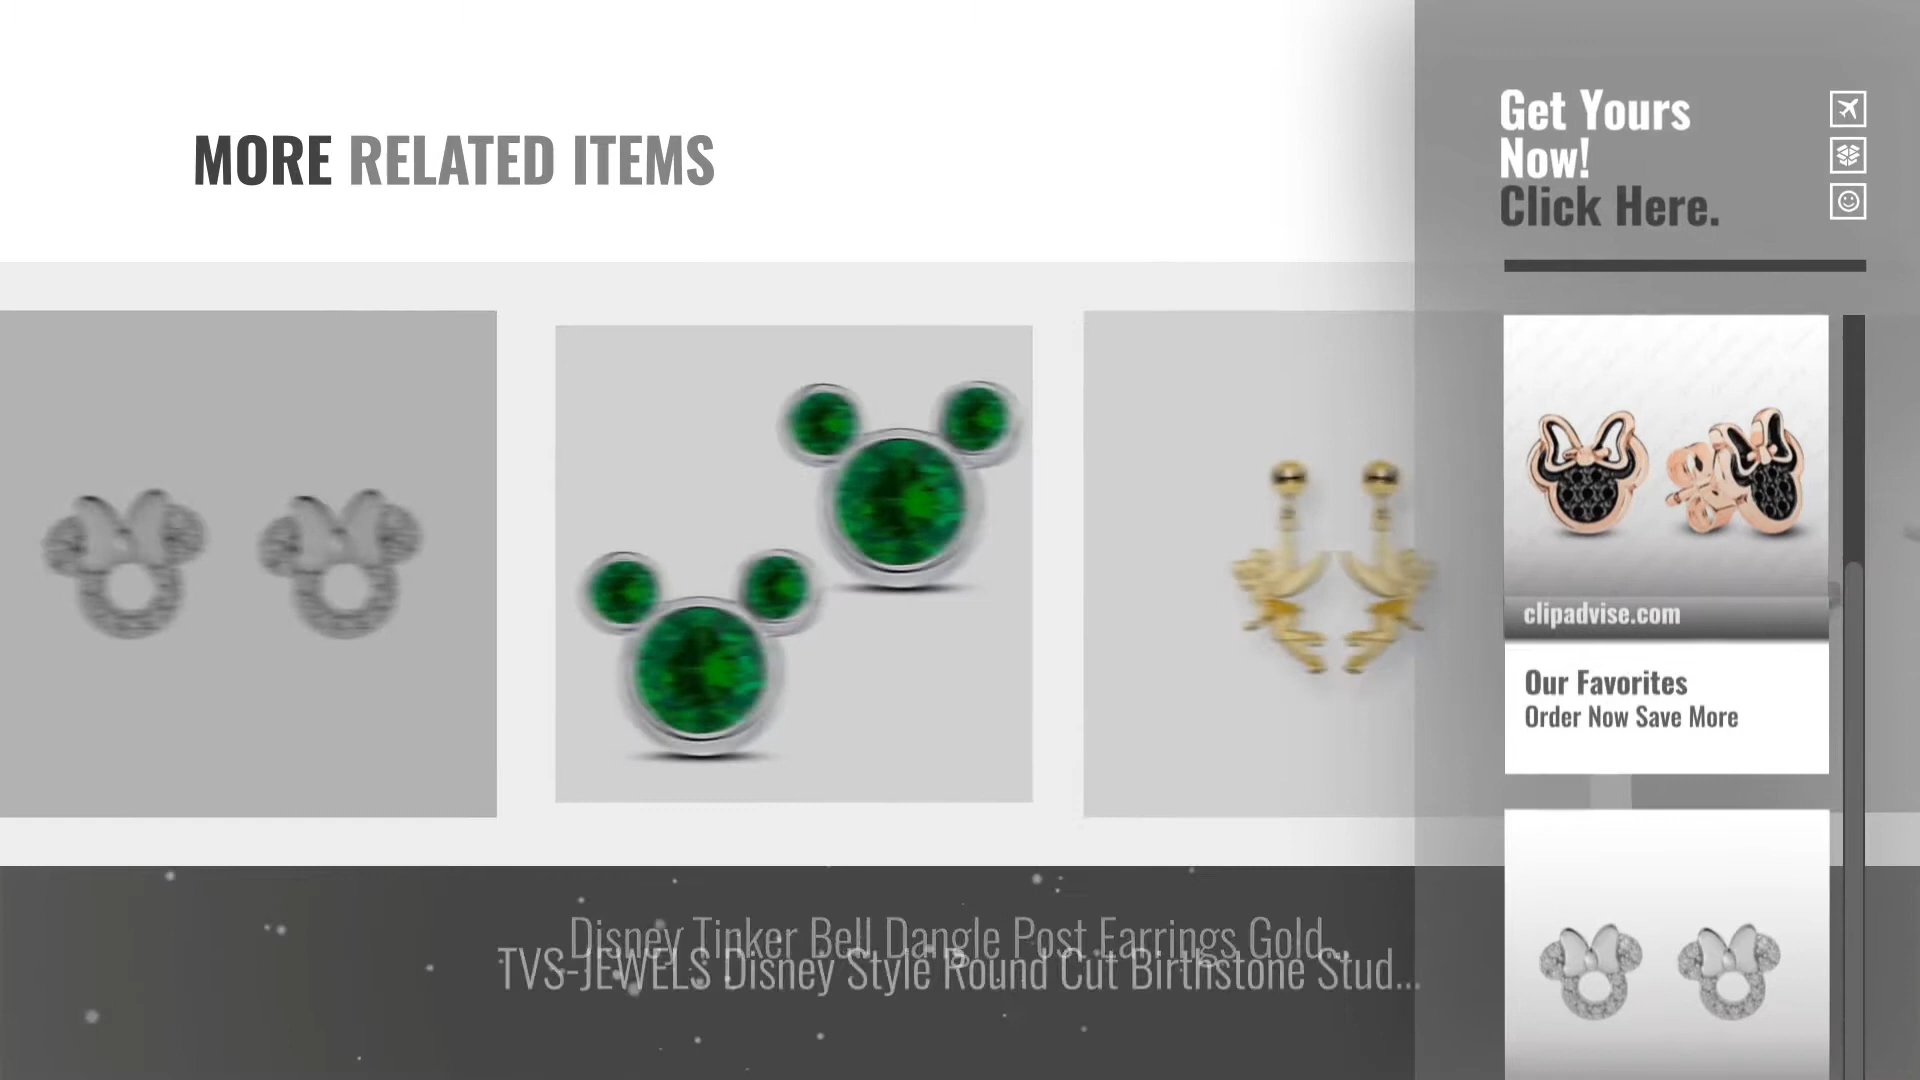 MORE RELATED ITEMS
Get Yours
Now!
Click Here.
clipadvise.com
Our Favorites
Order Now Save More
Disney Tinker Bell Dangle Post Earrings Gold...
TVS-JEWELS Disney Style Round Cut Birthstone Stud...